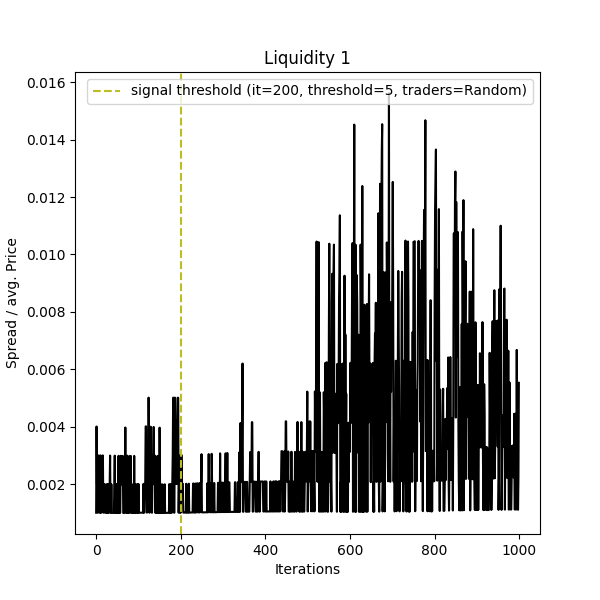 Liquidity 1
signal threshold (it=200, threshold=5, traders=Random)
Spread / avg. Price
0.016
0.014
0.012
0.010
0.008
0.006
0.004
0.002
0 200 400 600 800 1000
Iterations